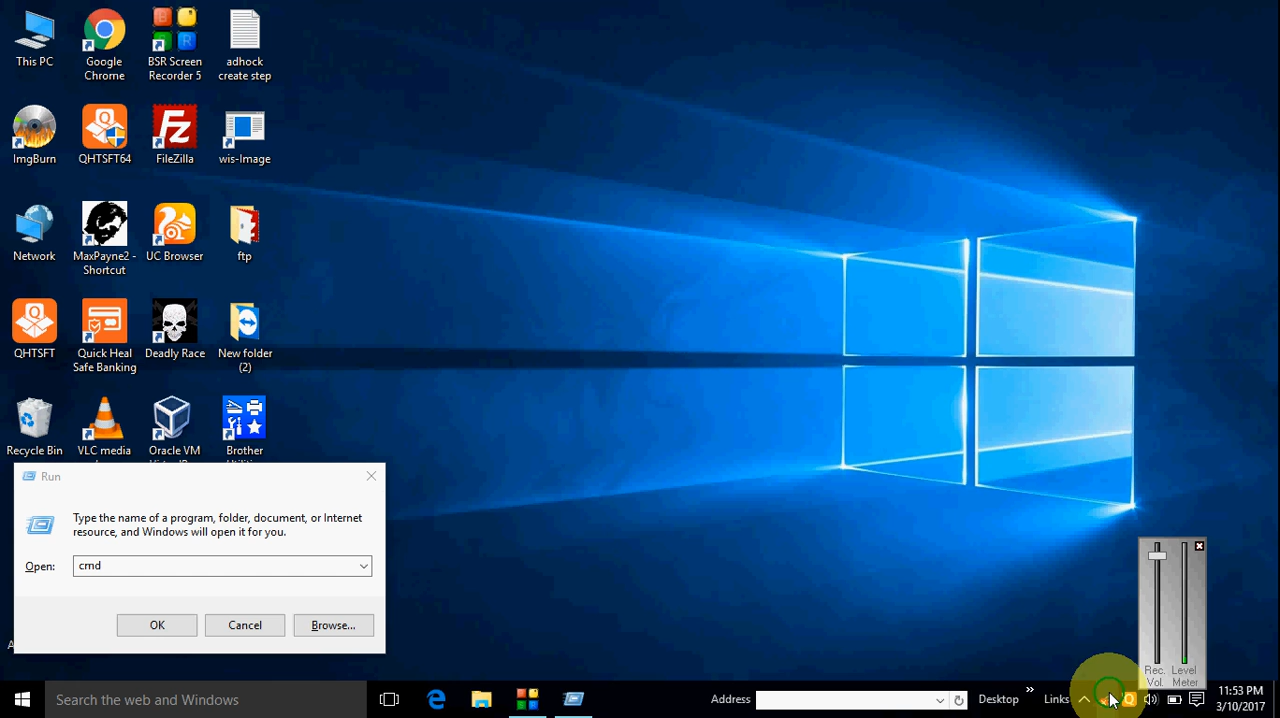 This PC
Google
Chrome
BSR Screen
Recorder 5
adhock
create step
ImgBurn
QHTSFT64
FileZilla
wis-Image
Network
MaxPayne2 -
Shortcut
UC Browser
ftp
QHTSFT
Quick Heal
Safe Banking
Deadly Race
New folder
(2)
Recycle Bin
VLC media
Oracle VM
Brother
Run
Type the name of a program, folder, document, or Internet
resource, and Windows will open it for you.
Open:
cmd
OK
Cancel
Browse...
Rec.
Vol.
Level
Meter
Search the web and Windows
Address
Desktop
»
Links
11:53 PM
3/10/2017